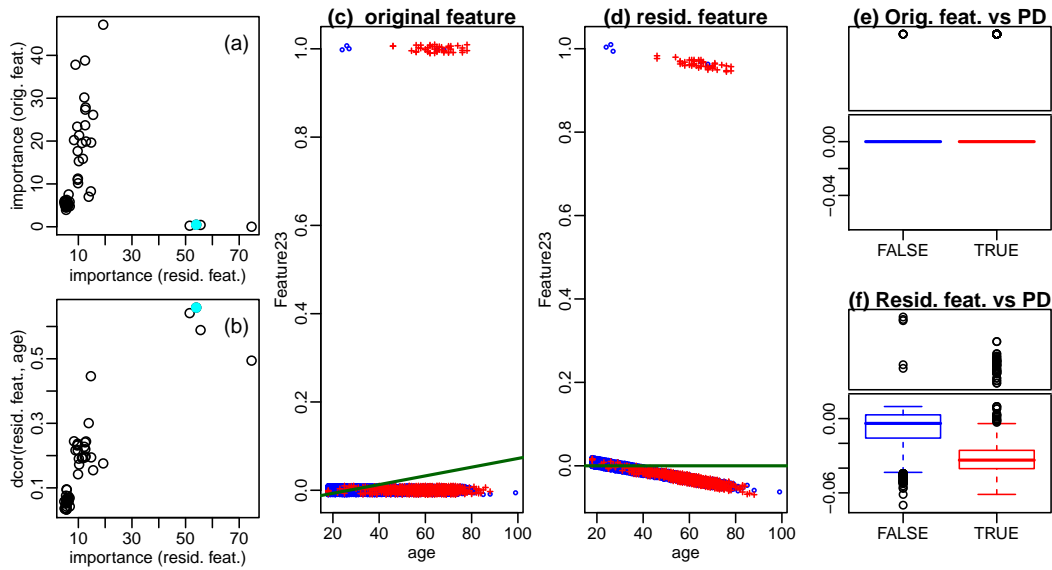 (c) original feature
(d) resid. feature
(e) Orig. feat. vs PD
(a)
importance (orig. feat.)
0 10 20 30 40
10 30 50 70
importance (resid. feat.)
(b)
dcor(resid. feat., age)
0.1 0.3 0.5
10 30 50 70
importance (resid. feat.)
Feature23
0.0 0.2 0.4 0.6 0.8 1.0
20 40 60 80 100
age
Feature23
0.0 0.2 0.4 0.6 0.8 1.0
20 40 60 80 100
age
−0.04 0.00
FALSE TRUE
(f) Resid. feat. vs PD
−0.06 0.00
FALSE TRUE